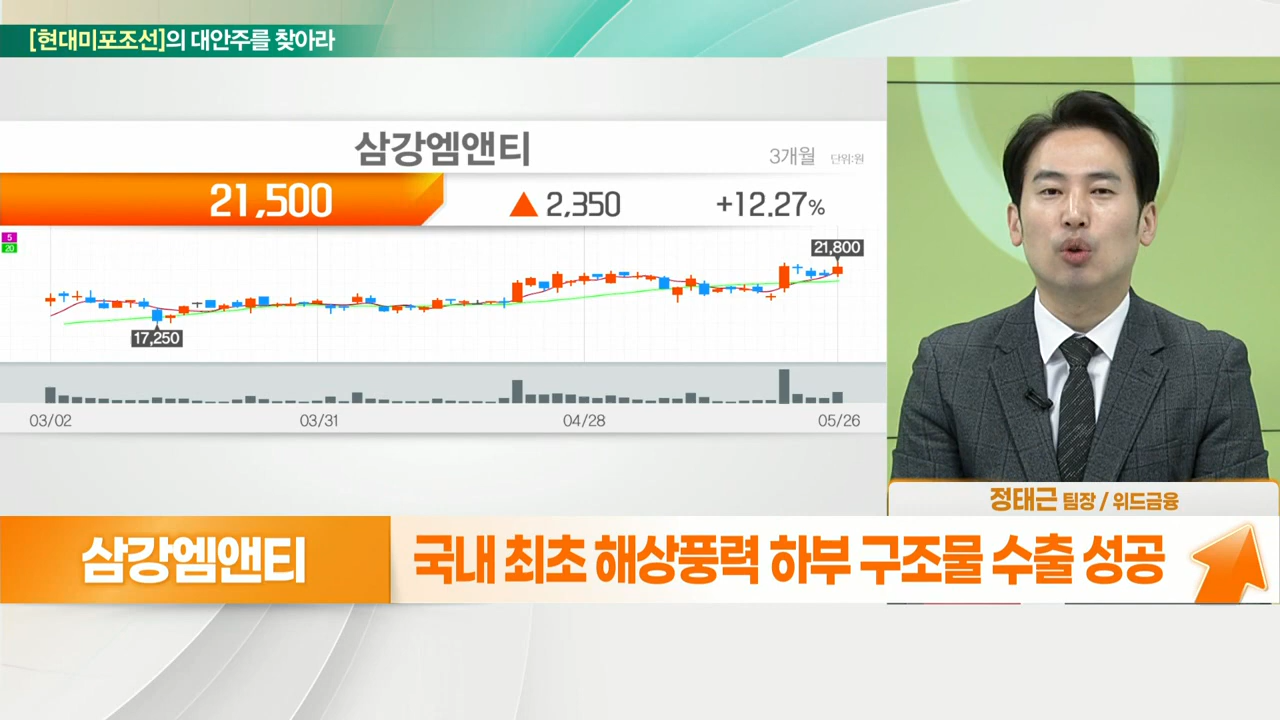 [현대미포조선]의 대안주를 찾아라
삼강엠앤티
3개월 단위:원
21,500 ▲ 2,350 +12.27%
5
20
21,800
17,250
03/02 03/31 04/28 05/26
정태근 팀장 / 위드금융
삼강엠앤티 국내 최초 해상풍력 하부 구조물 수출 성공